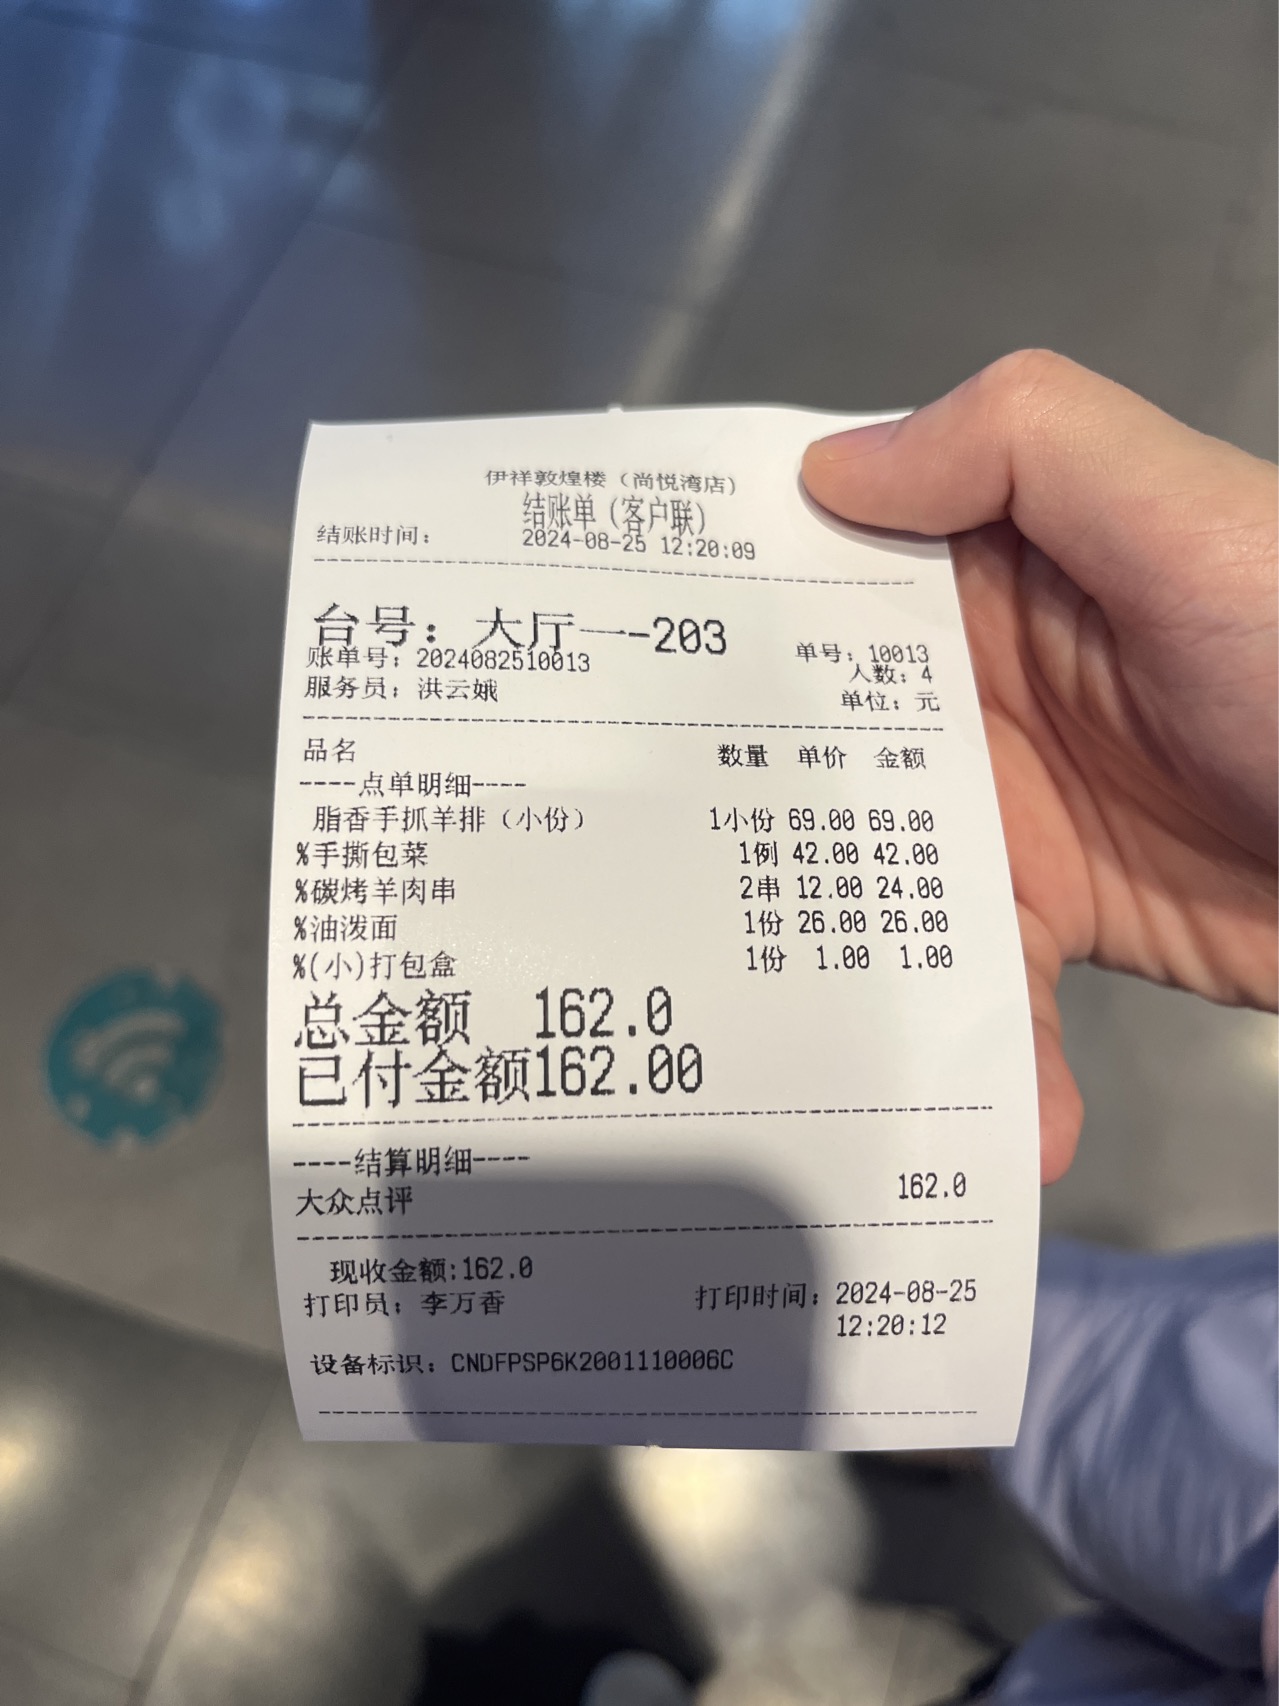 伊祥敦煌楼（尚悦湾店）
结账单（客户联）
结账时间： 2024-08-25 12:20:09
台号：大厅一-203
单号：10013
账单号：2024082510013
人数：4
服务员：洪云娥
单位：元
品名 数量 单价 金额
----点单明细----
脂香手抓羊排（小份） 1小份 69.00 69.00
%手撕包菜 1例 42.00 42.00
%碳烤羊肉串 2串 12.00 24.00
%油泼面 1份 26.00 26.00
%(小)打包盒 1份 1.00 1.00
总金额 162.0
已付金额162.00
----结算明细----
大众点评 162.0
现收金额:162.0
打印员：李万香 打印时间：2024-08-25
12:20:12
设备标识：CNDFPSP6K2001110006C